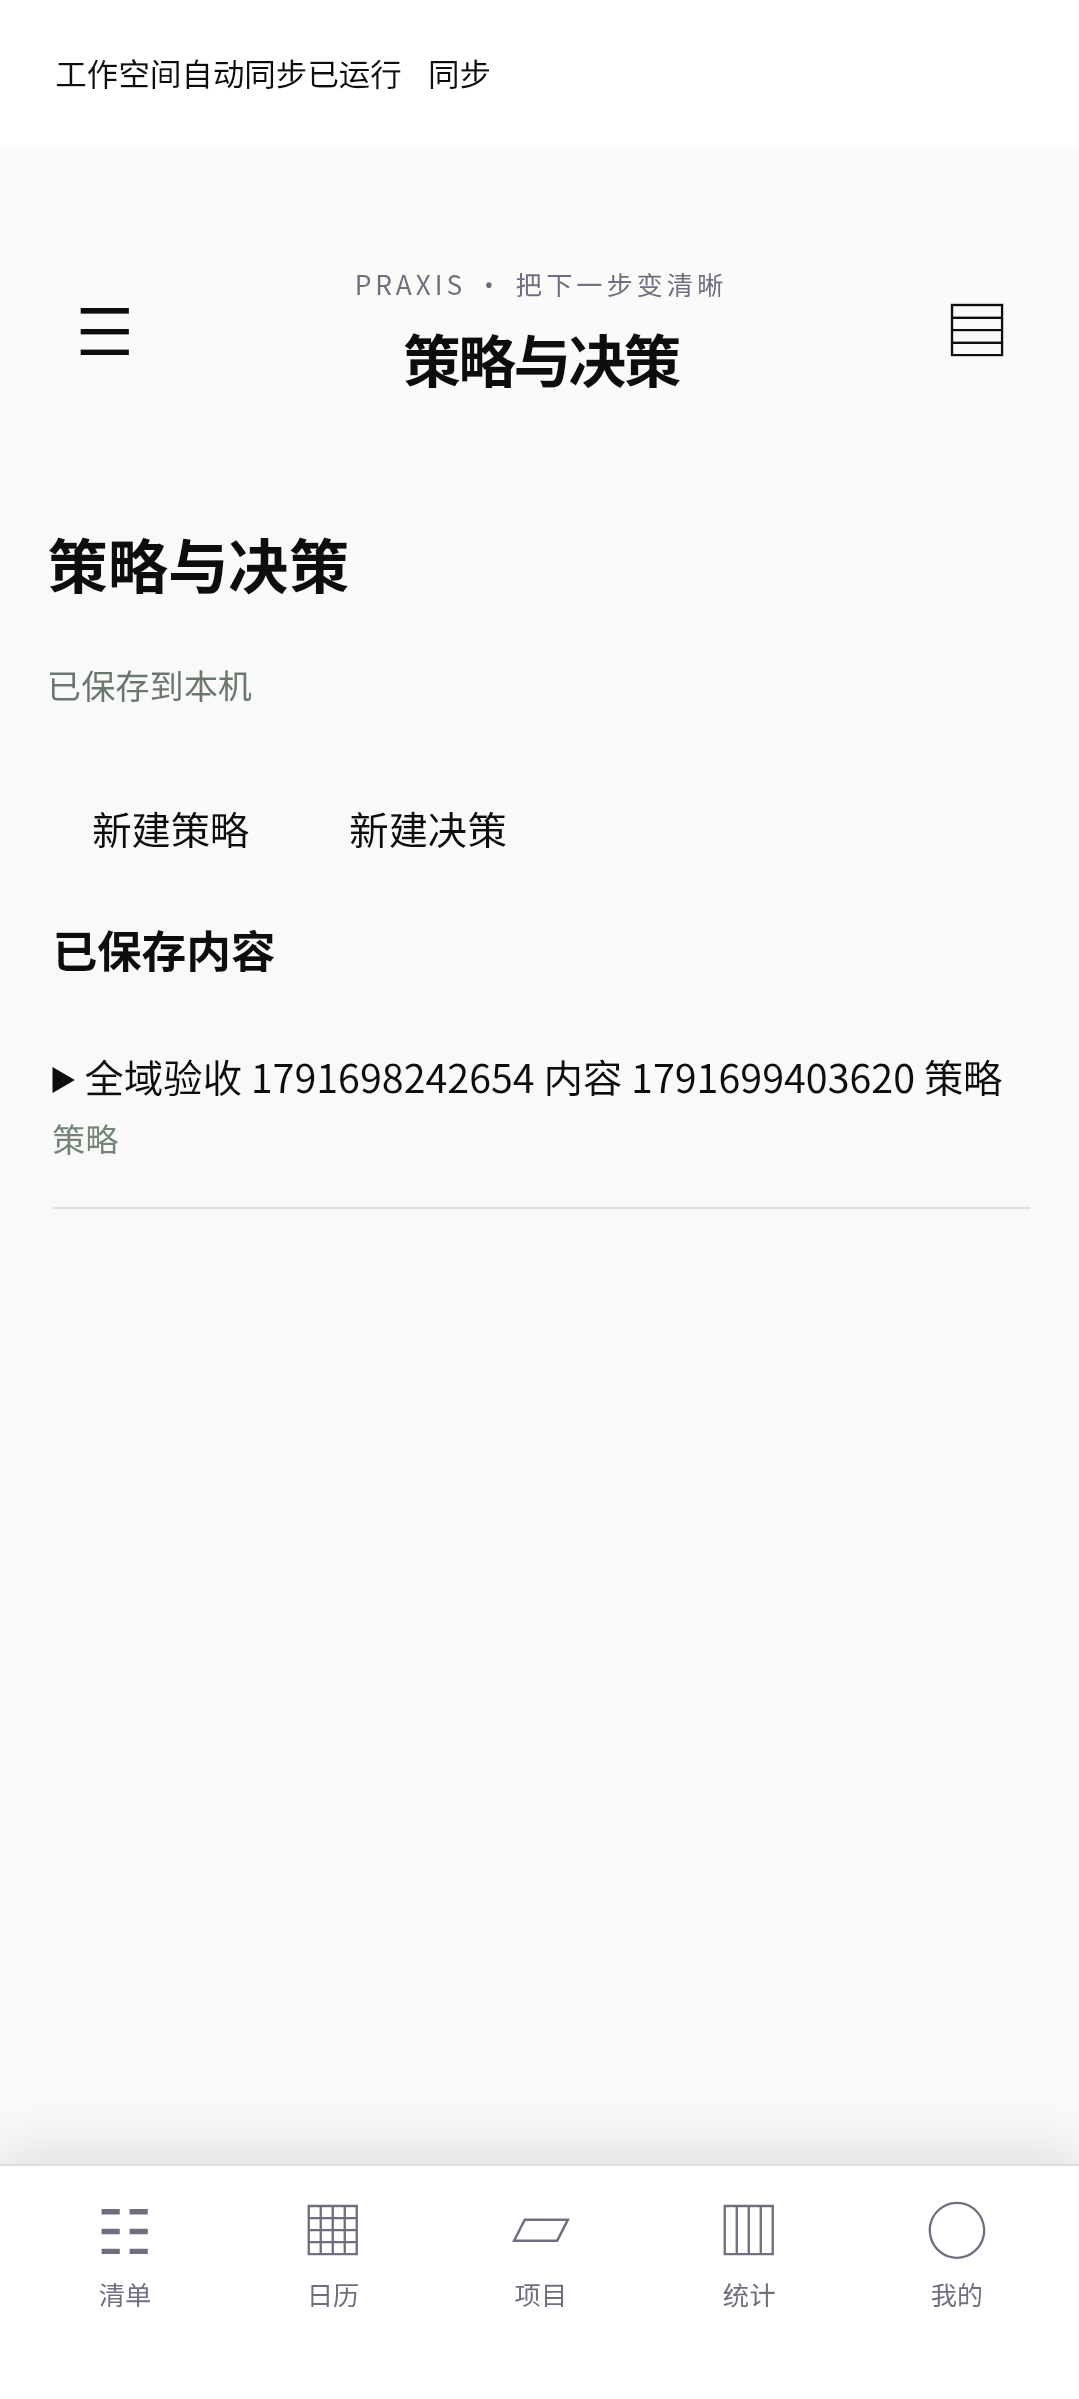 工作空间自动同步已运行 同步
PRAXIS · 把下一步变清晰
策略与决策
策略与决策
已保存到本机
新建策略 新建决策
已保存内容
▶ 全域验收 1791698242654 内容 1791699403620 策略
策略
清单 日历 项目 统计 我的